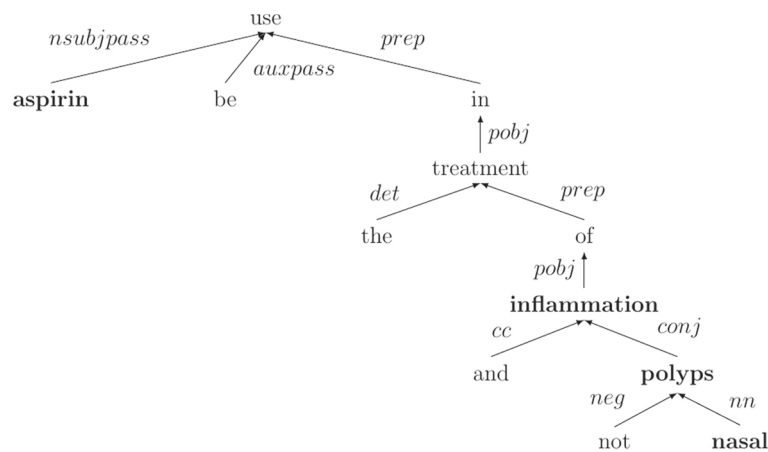 use
nsubjpass prep
auxpass
aspirin be in
pobj
treatment
det prep
the of
pobj
inflammation
cc conj
and polyps
neg nn
not nasal